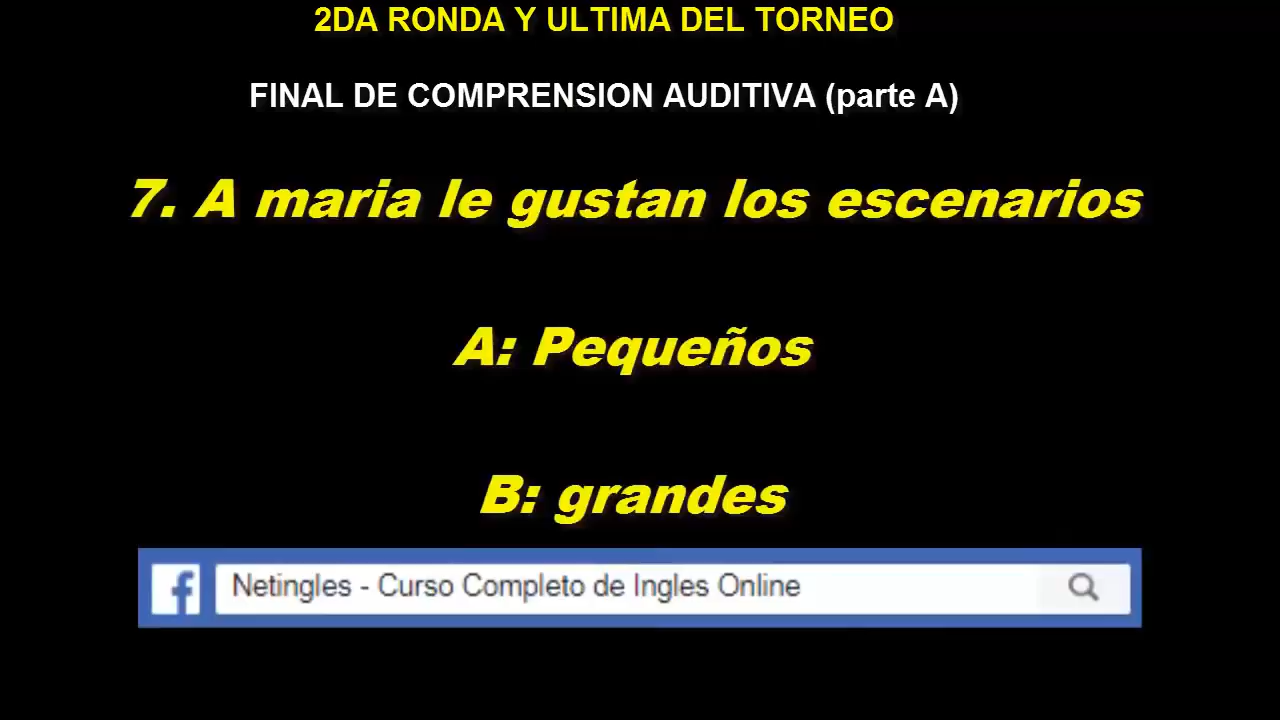 2DA RONDA Y ULTIMA DEL TORNEO
FINAL DE COMPRENSION AUDITIVA (parte A)
7. A maria le gustan los escenarios
A: Pequeños
B: grandes
f Netingles - Curso Completo de Ingles Online